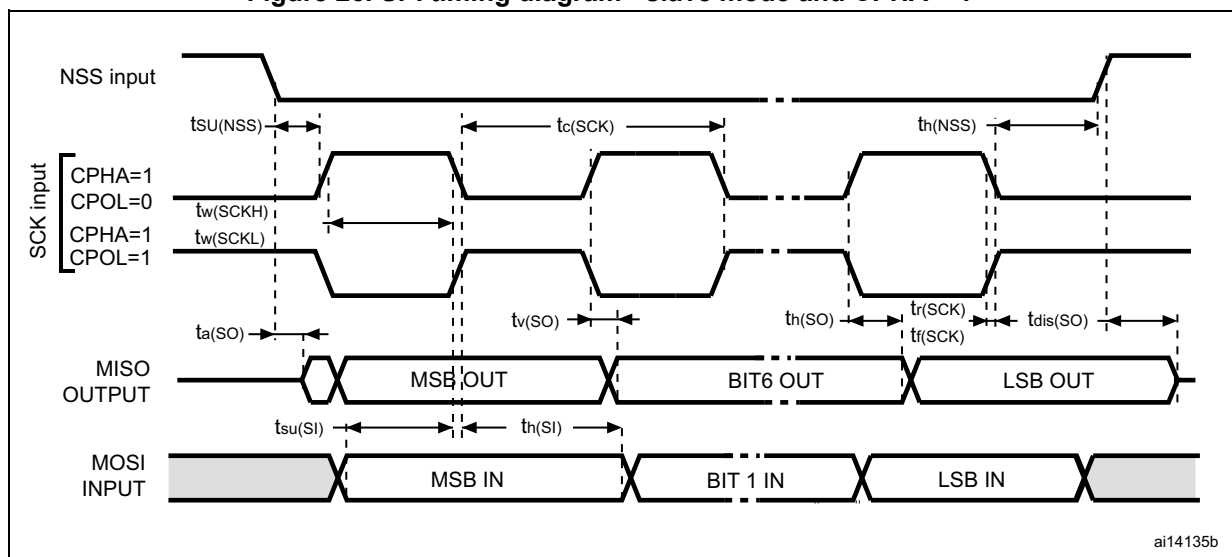 NSS input
tSU(NSS)
tc(SCK)
th(NSS)
SCK input
CPHA=1
CPOL=0
tw(SCKH)
CPHA=1
tw(SCKL)
CPOL=1
ta(SO)
tv(SO)
th(SO)
tr(SCK)
tf(SCK)
tdis(SO)
MISO
OUTPUT
MSB OUT
BIT6 OUT
LSB OUT
tsu(SI)
th(SI)
MOSI
INPUT
MSB IN
BIT 1 IN
LSB IN
ai14135b